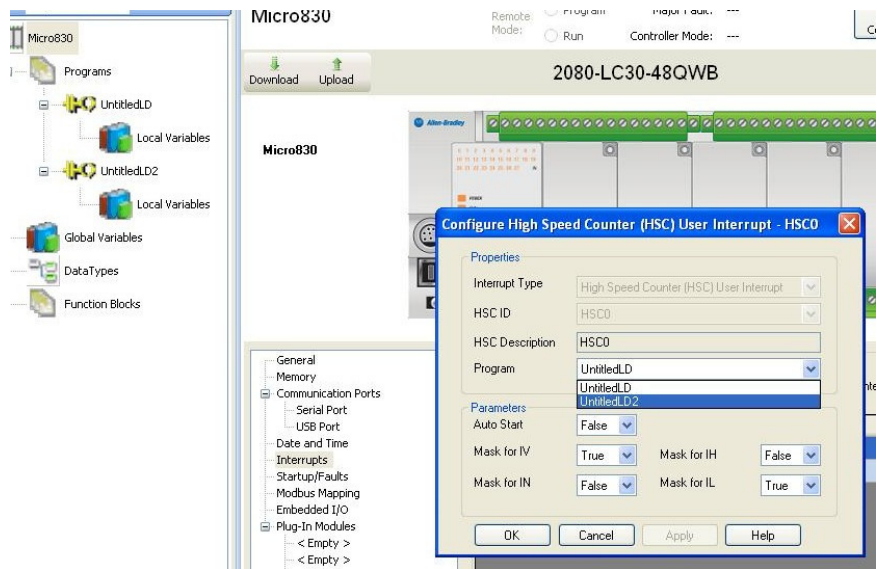 Micro830
Programs
UntitledLD
Local Variables
UntitledLD2
Local Variables
Global Variables
DataTypes
Function Blocks
Micro830
Remote Program Major Fault: ---
Mode: Run Controller Mode: ---
Download Upload
2080-LC30-48QWB
Micro830
Allen-Bradley
Configure High Speed Counter (HSC) User Interrupt - HSC0
Properties
Interrupt Type High Speed Counter (HSC) User Interrupt
HSC ID HSC0
HSC Description HSC0
Program UntitledLD
UntitledLD
UntitledLD2
Parameters
Auto Start False
Mask for IV True Mask for IH False
Mask for IN False Mask for IL True
OK Cancel Apply Help
General
Memory
Communication Ports
Serial Port
USB Port
Date and Time
Interrupts
Startup/Faults
Modbus Mapping
Embedded I/O
Plug-In Modules
< Empty >
< Empty >